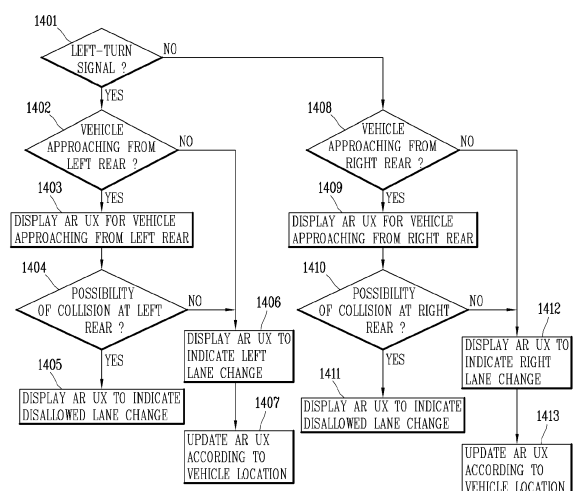 1401
LEFT-TURN
SIGNAL ?
NO
YES
1402
VEHICLE
APPROACHING FROM
LEFT REAR ?
NO
YES
1403
DISPLAY AR UX FOR VEHICLE
APPROACHING FROM LEFT REAR
1404
POSSIBILITY
OF COLLISION AT LEFT
REAR ?
NO
YES
1405
DISPLAY AR UX TO INDICATE
DISALLOWED LANE CHANGE
1406
DISPLAY AR UX TO
INDICATE LEFT
LANE CHANGE
1407
UPDATE AR UX
ACCORDING TO
VEHICLE LOCATION
1408
VEHICLE
APPROACHING FROM
RIGHT REAR ?
NO
YES
1409
DISPLAY AR UX FOR VEHICLE
APPROACHING FROM RIGHT REAR
1410
POSSIBILITY
OF COLLISION AT RIGHT
REAR ?
NO
YES
1411
DISPLAY AR UX TO INDICATE
DISALLOWED LANE CHANGE
1412
DISPLAY AR UX TO
INDICATE RIGHT
LANE CHANGE
1413
UPDATE AR UX
ACCORDING TO
VEHICLE LOCATION